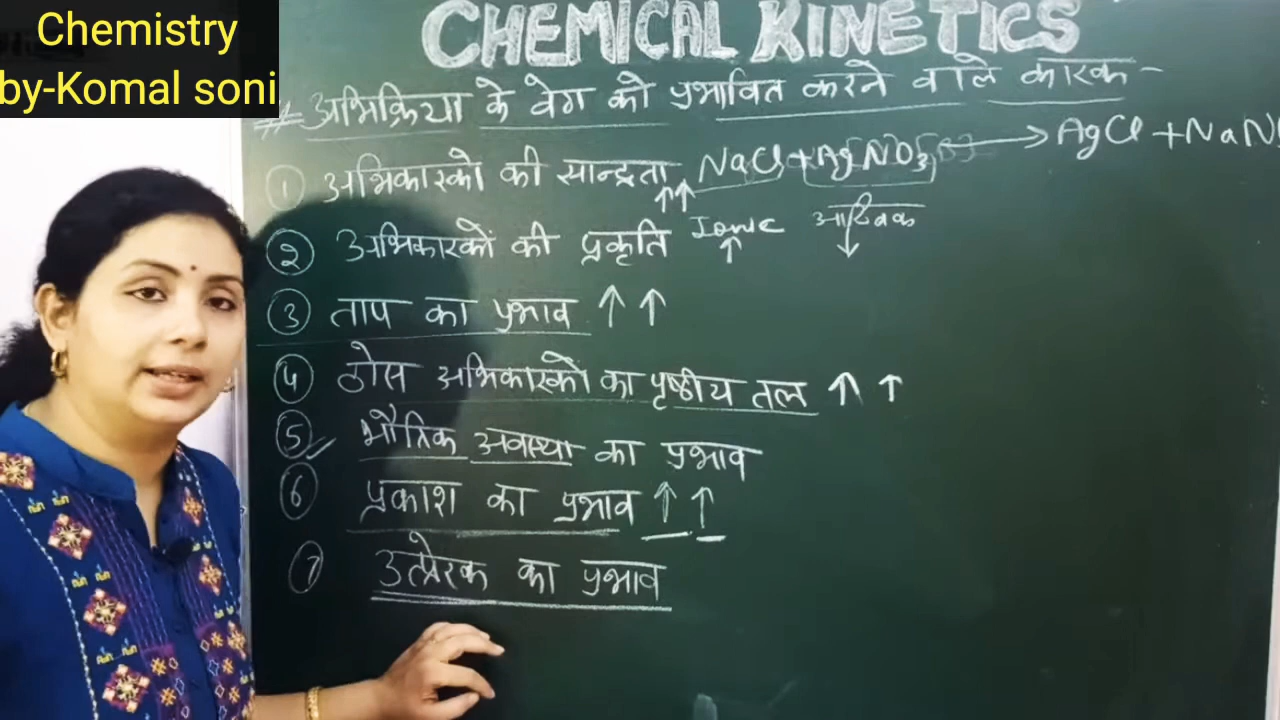 Chemistry
by-Komal soni
CHEMICAL KINETICS
# अभिक्रिया के वेग को प्रभावित करने वाले कारक-
① अभिकारको की सान्द्रता ↑↑ NaCl + AgNO3 → AgCl + NaN
② अभिकारकों की प्रकृति Ionic ↑ आण्विक ↓
③ ताप का प्रभाव ↑ ↑
④ ठोस अभिकारको का पृष्ठीय तल ↑ ↑
⑤ भौतिक अवस्था का प्रभाव
⑥ प्रकाश का प्रभाव ↑ ↑
⑦ उत्प्रेरक का प्रभाव